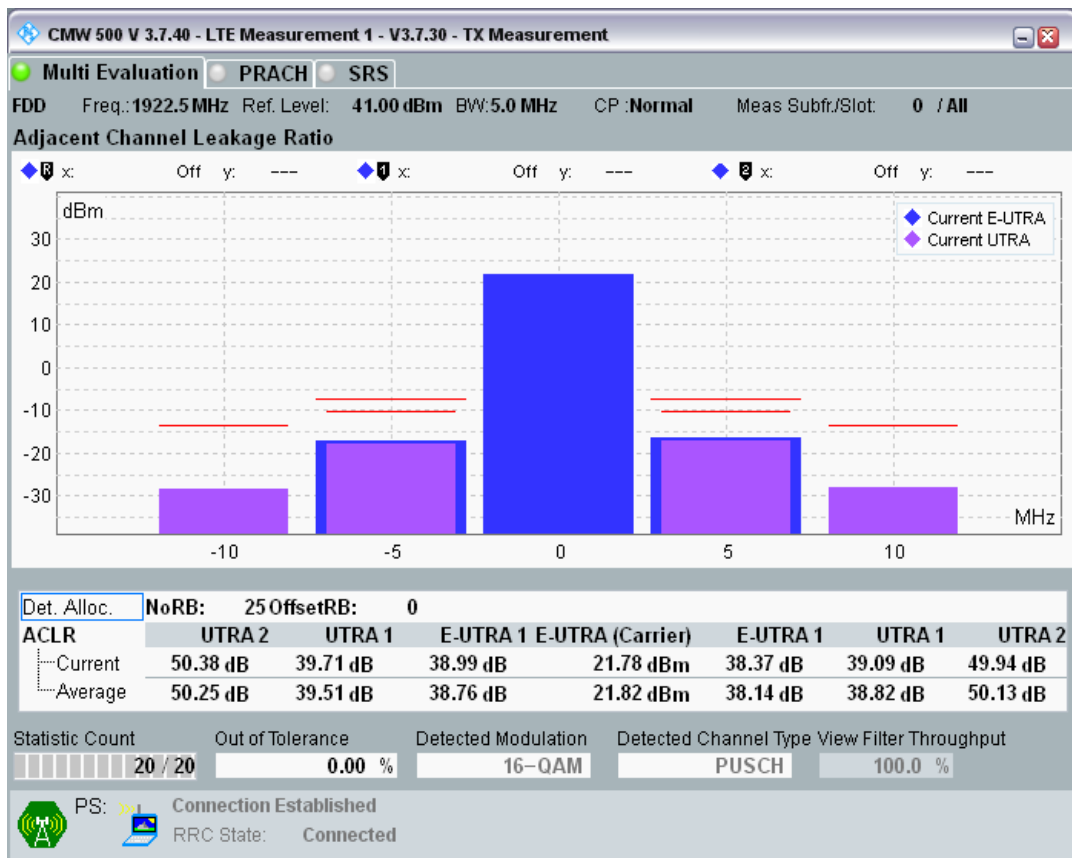 CMW 500 V 3.7.40 - LTE Measurement 1 - V3.7.30 - TX Measurement
Multi Evaluation PRACH SRS
FDD Freq.: 1922.5 MHz Ref. Level: 41.00 dBm BW: 5.0 MHz CP : Normal Meas Subfr./Slot: 0 / All
Adjacent Channel Leakage Ratio
R x: Off y: --- 1 x: Off y: --- 2 x: Off y: ---
dBm
Current E-UTRA
Current UTRA
30
20
10
0
-10
-20
-30
MHz
-10 -5 0 5 10
Det. Alloc. NoRB: 25 OffsetRB: 0
ACLR UTRA 2 UTRA 1 E-UTRA 1 E-UTRA (Carrier) E-UTRA 1 UTRA 1 UTRA 2
Current 50.38 dB 39.71 dB 38.99 dB 21.78 dBm 38.37 dB 39.09 dB 49.94 dB
Average 50.25 dB 39.51 dB 38.76 dB 21.82 dBm 38.14 dB 38.82 dB 50.13 dB
Statistic Count Out of Tolerance Detected Modulation Detected Channel Type View Filter Throughput
20 / 20 0.00 % 16-QAM PUSCH 100.0 %
PS: Connection Established
RRC State: Connected